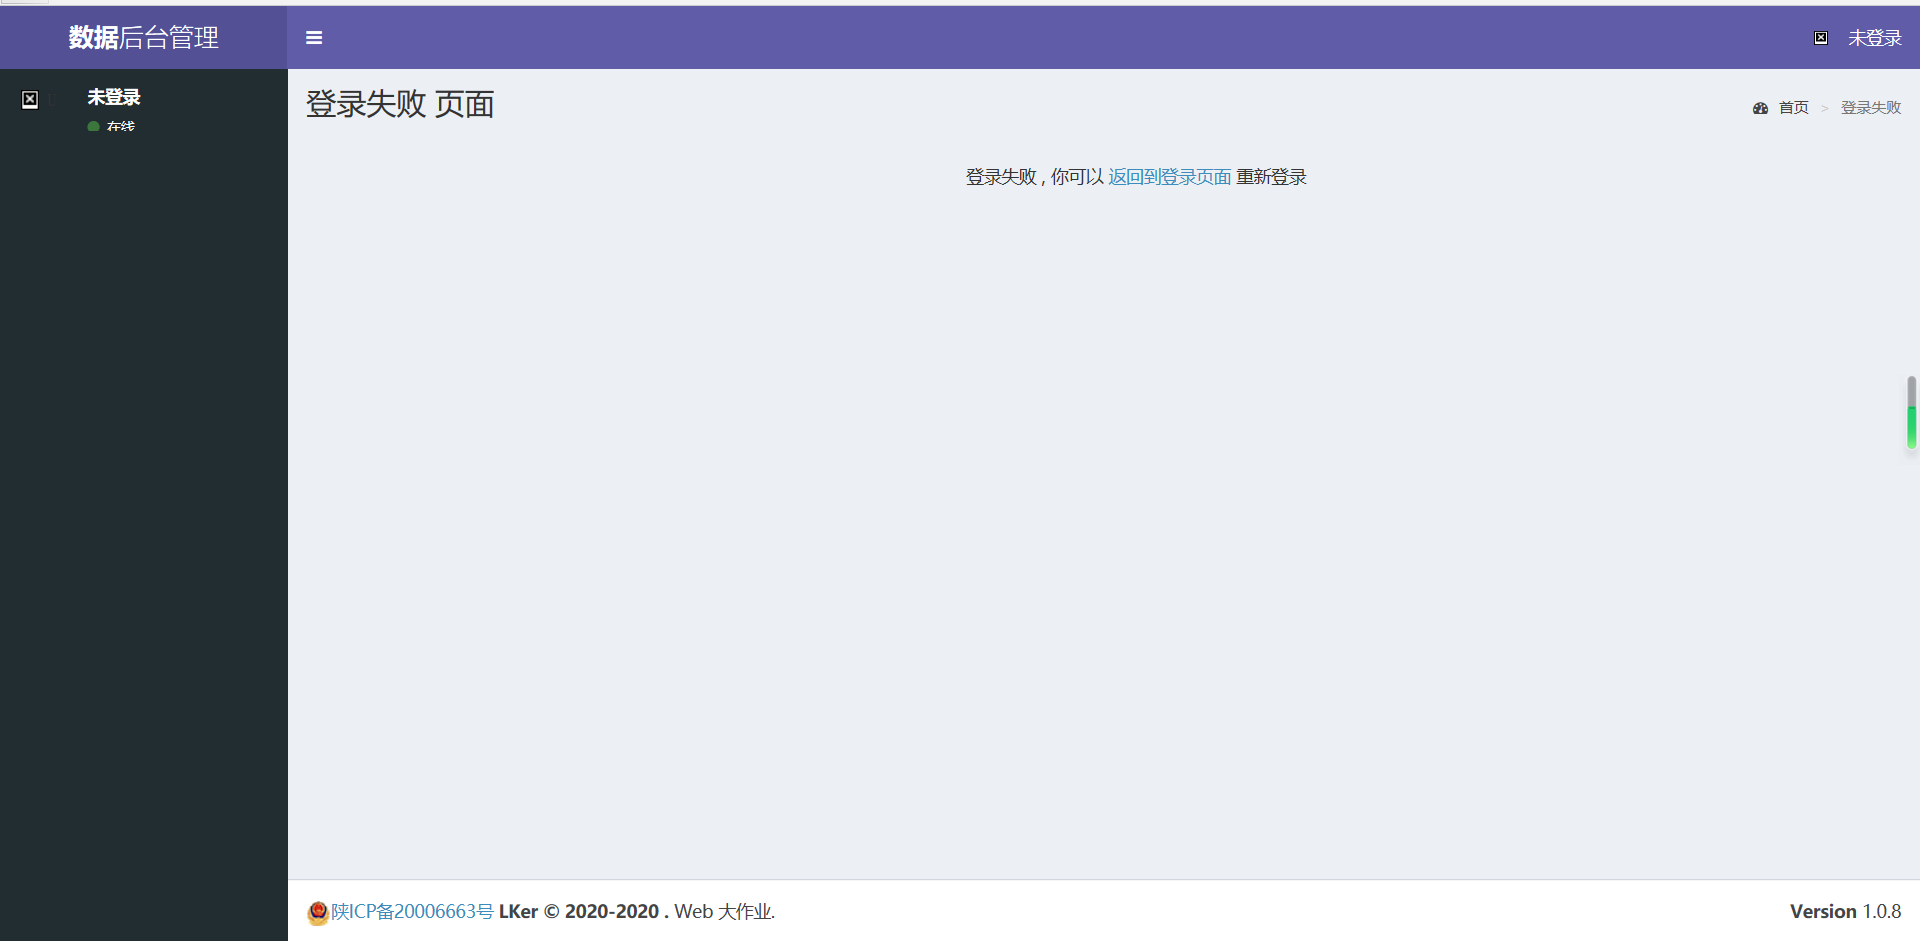 数据后台管理
未登录
未登录
在线
登录失败 页面
首页 > 登录失败
登录失败 , 你可以 返回到登录页面 重新登录
陕ICP备20006663号 LKer © 2020-2020 . Web 大作业.
Version 1.0.8